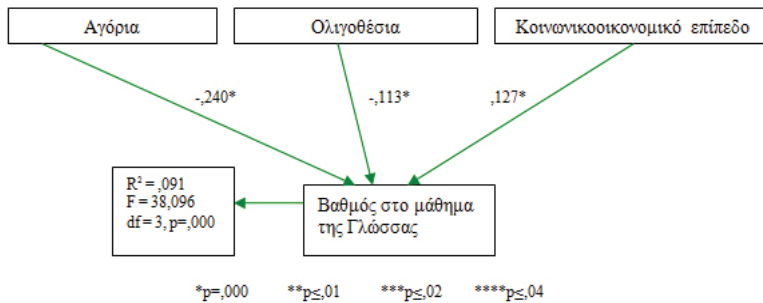 Αγόρια
Ολιγοθέσια
Κοινωνικοοικονομικό επίπεδο
-,240*
-,113*
,127*
R² = ,091
F = 38,096
df = 3, p=,000
Βαθμός στο μάθημα
της Γλώσσας
*p=,000 **p≤,01 ***p≤,02 ****p≤,04